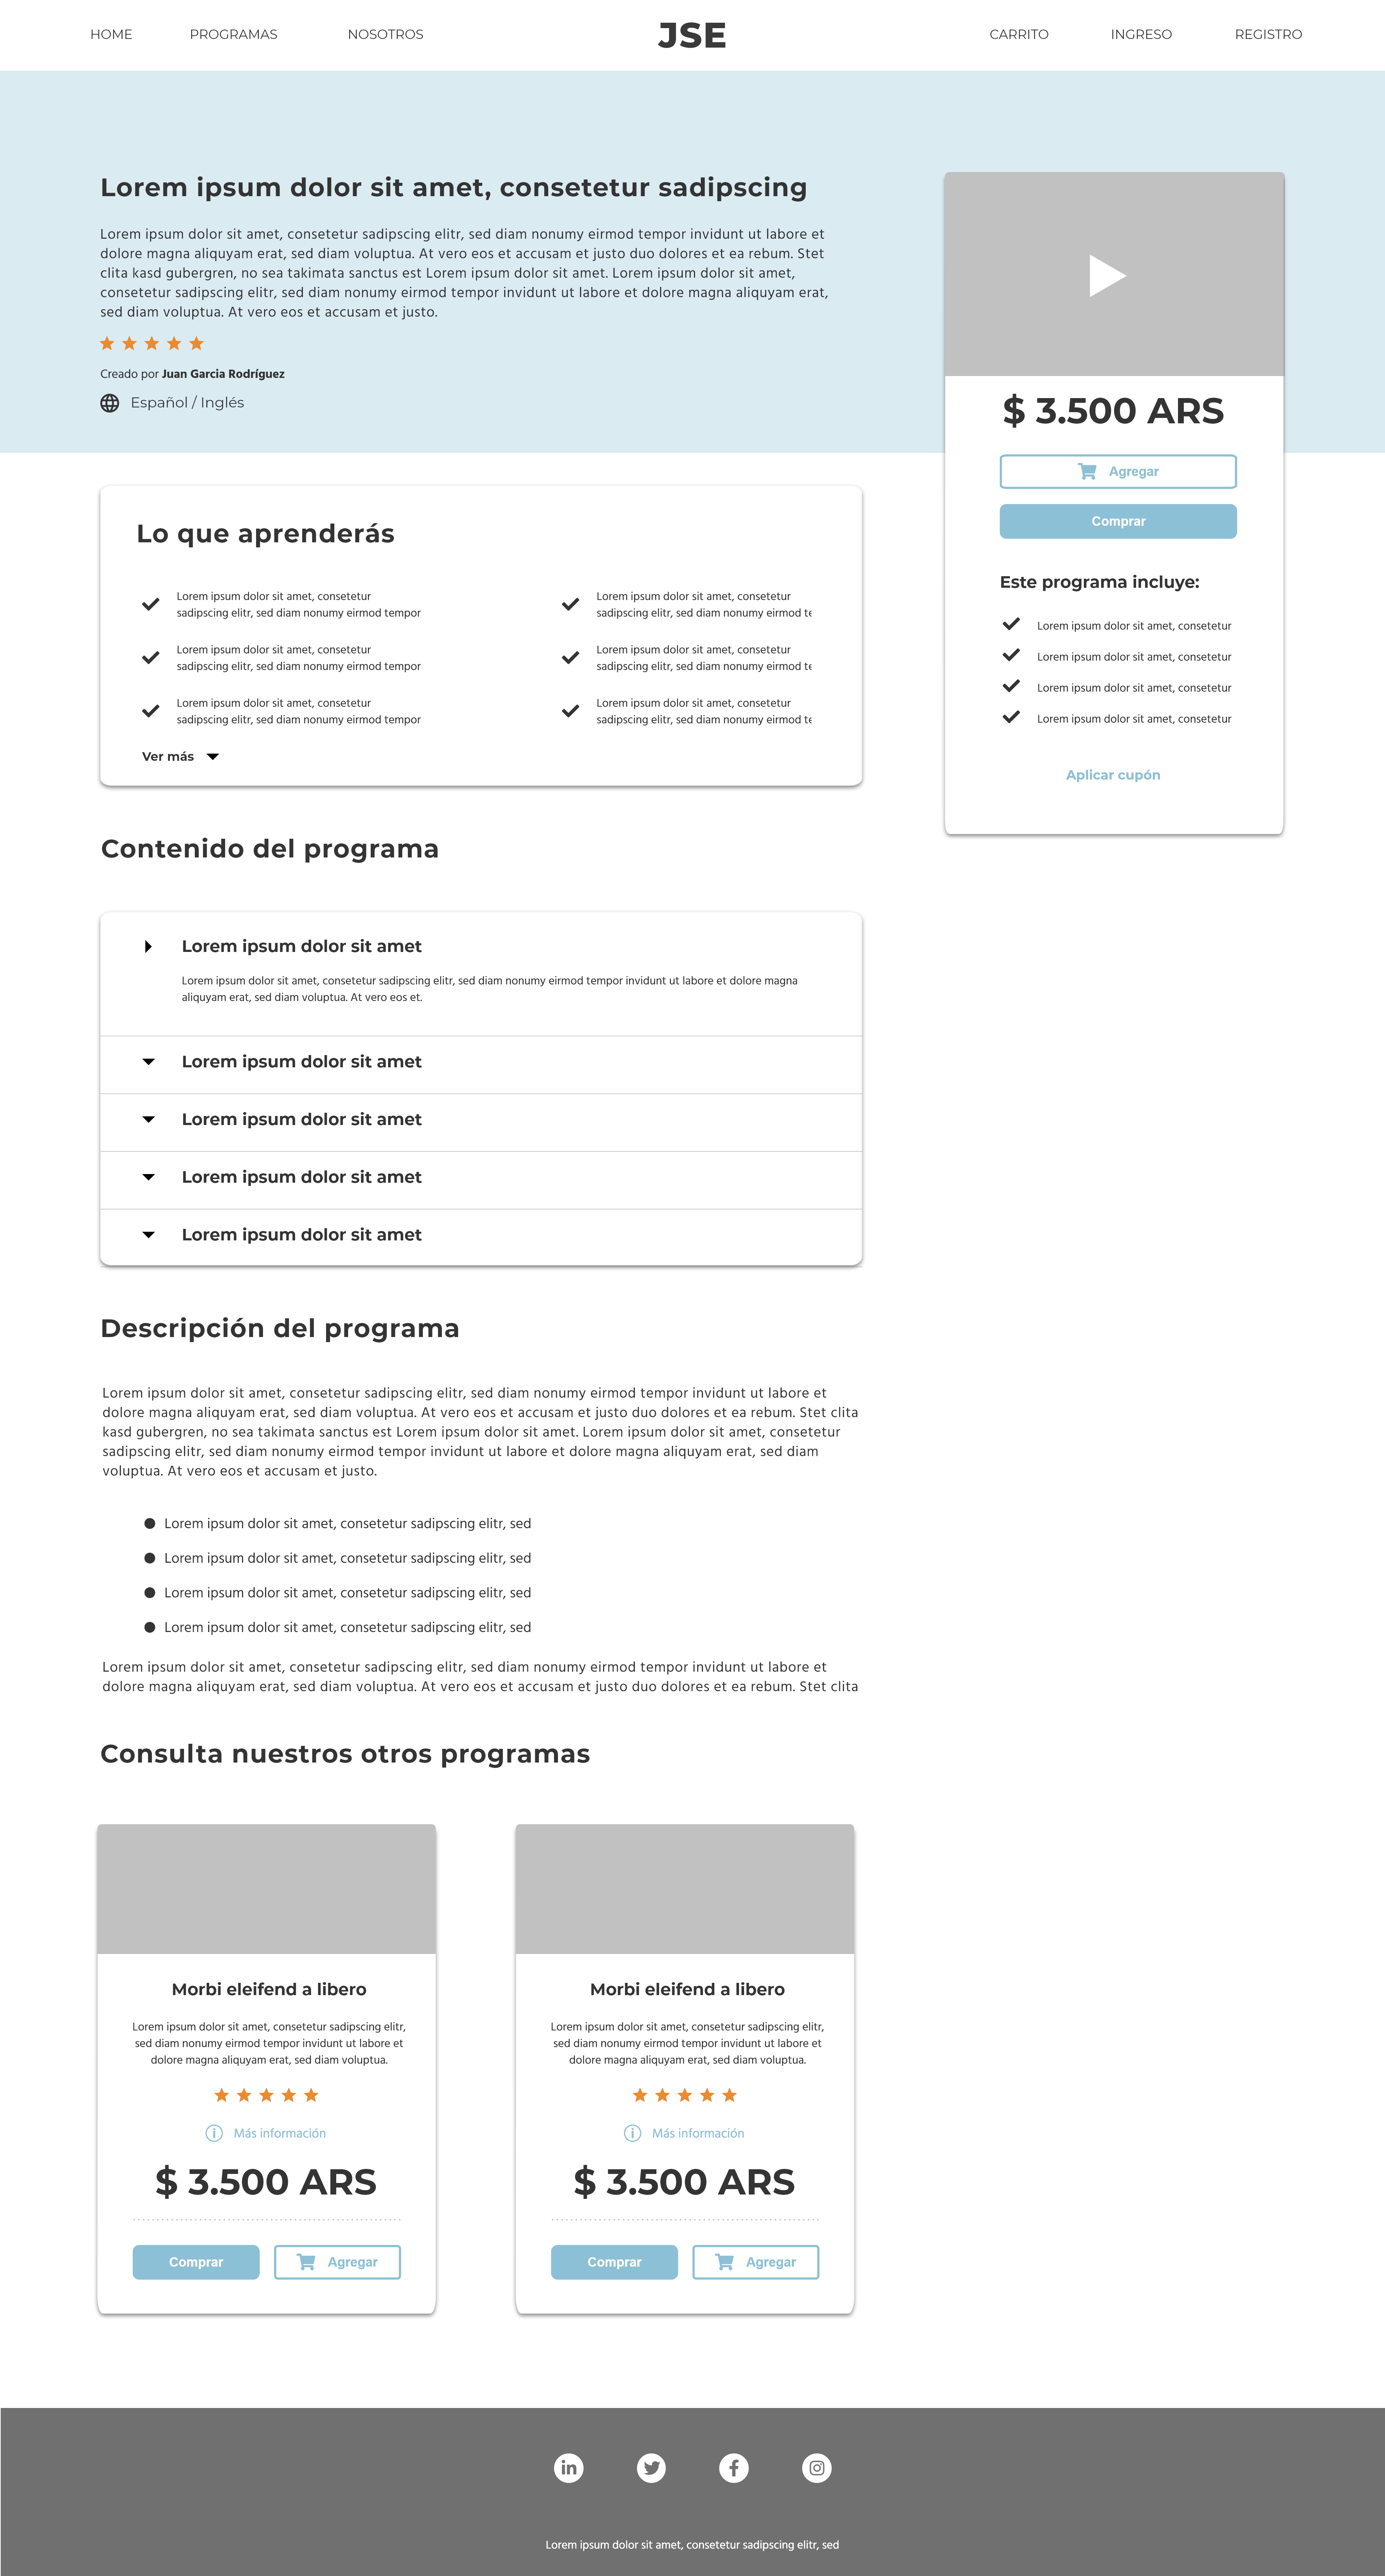 HOME PROGRAMAS NOSOTROS JSE CARRITO INGRESO REGISTRO
Lorem ipsum dolor sit amet, consetetur sadipscing
Lorem ipsum dolor sit amet, consetetur sadipscing elitr, sed diam nonumy eirmod tempor invidunt ut labore et
dolore magna aliquyam erat, sed diam voluptua. At vero eos et accusam et justo duo dolores et ea rebum. Stet
clita kasd gubergren, no sea takimata sanctus est Lorem ipsum dolor sit amet. Lorem ipsum dolor sit amet,
consetetur sadipscing elitr, sed diam nonumy eirmod tempor invidunt ut labore et dolore magna aliquyam erat,
sed diam voluptua. At vero eos et accusam et justo.
Creado por Juan Garcia Rodríguez
Español / Inglés
$ 3.500 ARS
Agregar
Comprar
Este programa incluye:
Lorem ipsum dolor sit amet, consetetur
Lorem ipsum dolor sit amet, consetetur
Lorem ipsum dolor sit amet, consetetur
Lorem ipsum dolor sit amet, consetetur
Aplicar cupón
Lo que aprenderás
Lorem ipsum dolor sit amet, consetetur
sadipscing elitr, sed diam nonumy eirmod tempor
Lorem ipsum dolor sit amet, consetetur
sadipscing elitr, sed diam nonumy eirmod te
Lorem ipsum dolor sit amet, consetetur
sadipscing elitr, sed diam nonumy eirmod tempor
Lorem ipsum dolor sit amet, consetetur
sadipscing elitr, sed diam nonumy eirmod te
Lorem ipsum dolor sit amet, consetetur
sadipscing elitr, sed diam nonumy eirmod tempor
Lorem ipsum dolor sit amet, consetetur
sadipscing elitr, sed diam nonumy eirmod te
Ver más
Contenido del programa
Lorem ipsum dolor sit amet
Lorem ipsum dolor sit amet, consetetur sadipscing elitr, sed diam nonumy eirmod tempor invidunt ut labore et dolore magna
aliquyam erat, sed diam voluptua. At vero eos et.
Lorem ipsum dolor sit amet
Lorem ipsum dolor sit amet
Lorem ipsum dolor sit amet
Lorem ipsum dolor sit amet
Descripción del programa
Lorem ipsum dolor sit amet, consetetur sadipscing elitr, sed diam nonumy eirmod tempor invidunt ut labore et
dolore magna aliquyam erat, sed diam voluptua. At vero eos et accusam et justo duo dolores et ea rebum. Stet clita
kasd gubergren, no sea takimata sanctus est Lorem ipsum dolor sit amet. Lorem ipsum dolor sit amet, consetetur
sadipscing elitr, sed diam nonumy eirmod tempor invidunt ut labore et dolore magna aliquyam erat, sed diam
voluptua. At vero eos et accusam et justo.
Lorem ipsum dolor sit amet, consetetur sadipscing elitr, sed
Lorem ipsum dolor sit amet, consetetur sadipscing elitr, sed
Lorem ipsum dolor sit amet, consetetur sadipscing elitr, sed
Lorem ipsum dolor sit amet, consetetur sadipscing elitr, sed
Lorem ipsum dolor sit amet, consetetur sadipscing elitr, sed diam nonumy eirmod tempor invidunt ut labore et
dolore magna aliquyam erat, sed diam voluptua. At vero eos et accusam et justo duo dolores et ea rebum. Stet clita
Consulta nuestros otros programas
Morbi eleifend a libero
Lorem ipsum dolor sit amet, consetetur sadipscing elitr,
sed diam nonumy eirmod tempor invidunt ut labore et
dolore magna aliquyam erat, sed diam voluptua.
Más información
$ 3.500 ARS
Comprar Agregar
Morbi eleifend a libero
Lorem ipsum dolor sit amet, consetetur sadipscing elitr,
sed diam nonumy eirmod tempor invidunt ut labore et
dolore magna aliquyam erat, sed diam voluptua.
Más información
$ 3.500 ARS
Comprar Agregar
Lorem ipsum dolor sit amet, consetetur sadipscing elitr, sed